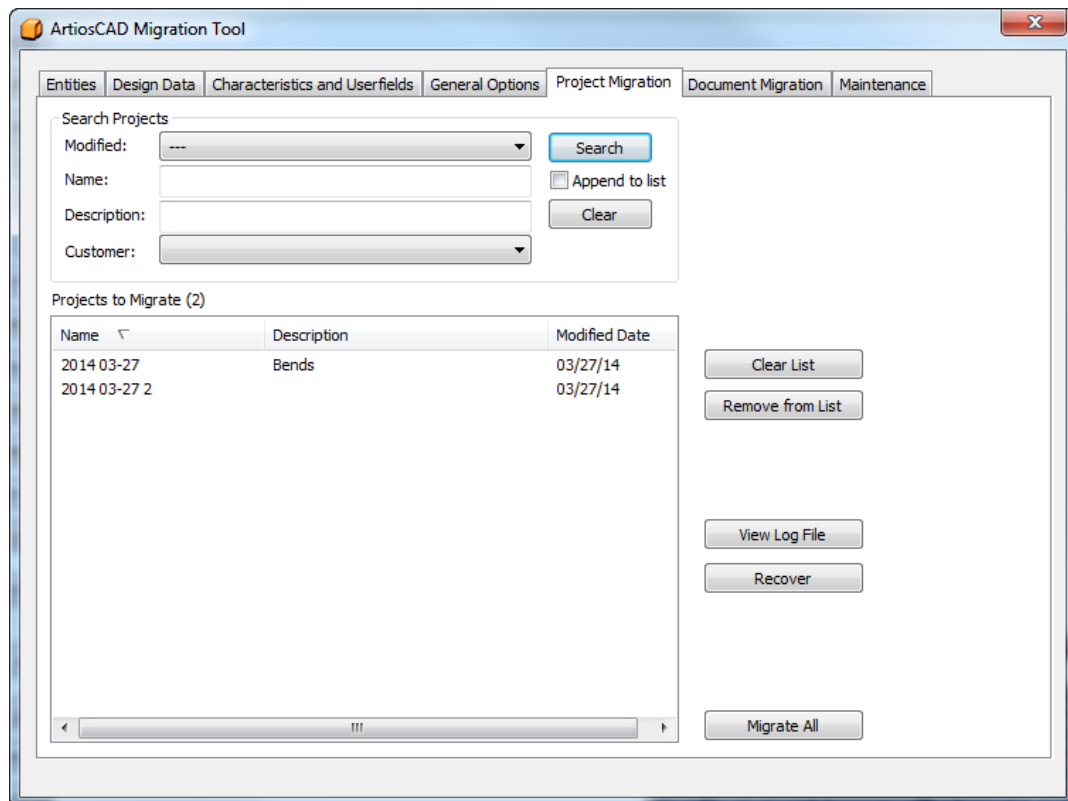 ArtiosCAD Migration Tool
Entities Design Data Characteristics and Userfields General Options Project Migration Document Migration Maintenance
Search Projects
Modified: --- Search
Name: Append to list
Description: Clear
Customer:
Projects to Migrate (2)
Name Description Modified Date
2014 03-27 Bends 03/27/14
2014 03-27 2 03/27/14
Clear List
Remove from List
View Log File
Recover
Migrate All